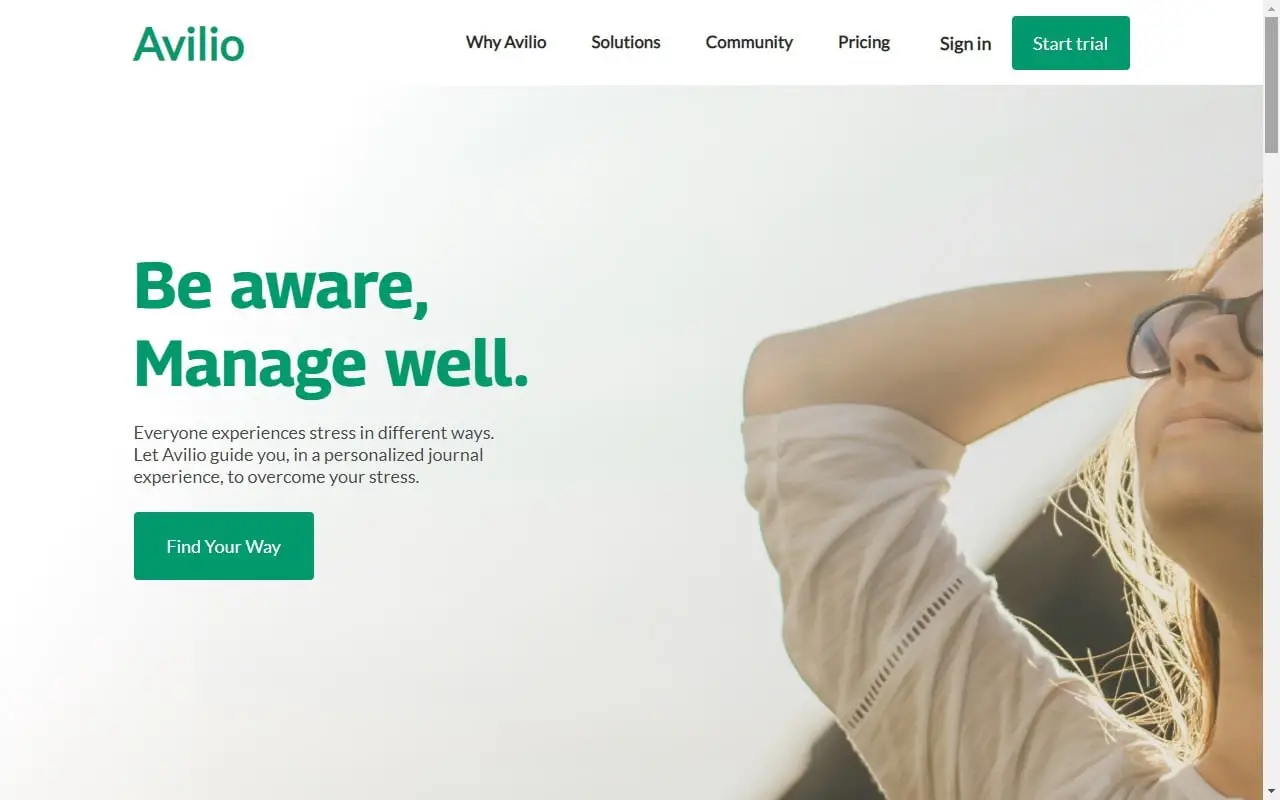 Avilio
Why Avilio
Solutions
Community
Pricing
Sign in
Start trial
Be aware,
Manage well.
Everyone experiences stress in different ways.
Let Avilio guide you, in a personalized journal
experience, to overcome your stress.
Find Your Way